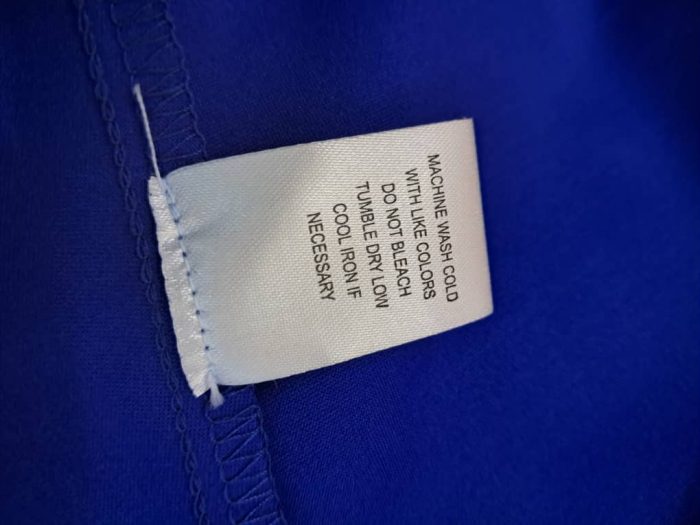 MACHINE WASH COLD
WITH LIKE COLORS
DO NOT BLEACH
TUMBLE DRY LOW
COOL IRON IF
NECESSARY